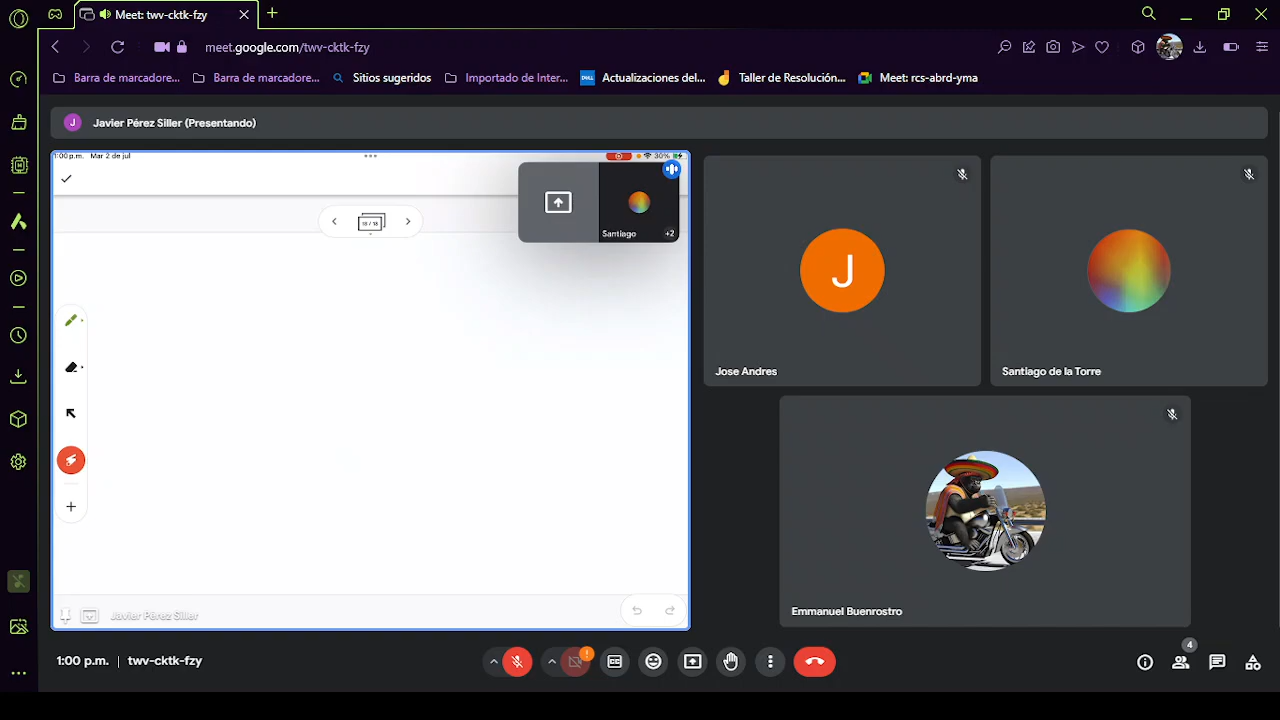 Meet: twv-cktk-fzy
meet.google.com/twv-cktk-fzy
Barra de marcadore...
Barra de marcadore...
Sitios sugeridos
Importado de Inter...
DELL
Actualizaciones del...
Taller de Resolución...
Meet: rcs-abrd-yma
J
Javier Pérez Siller (Presentando)
1:00 p.m. Mar 2 de jul
30%
Santiago
+2
J
Jose Andres
Santiago de la Torre
Javier Pérez Siller
Emmanuel Buenrostro
1:00 p.m. | twv-cktk-fzy
4